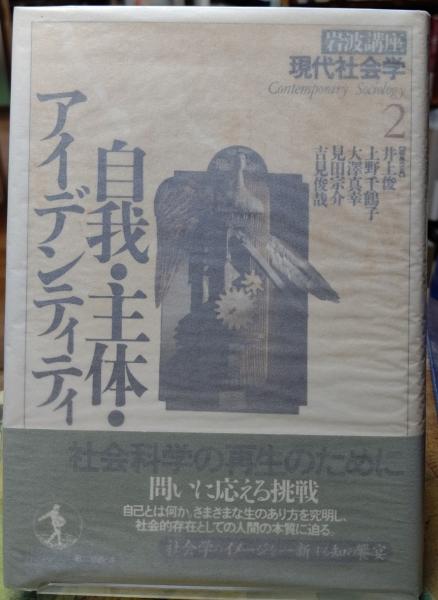 岩波講座
現代社会学
Contemporary Sociology
2
井上俊
上野千鶴子
大澤真幸
見田宗介
吉見俊哉
自我・主体・
アイデンティティ
社会科学の再生のために
問いに応える挑戦
自己とは何か。さまざまな生のあり方を究明し、
社会的存在としての人間の本質に迫る。
社会学のイメージを一新する知の饗宴